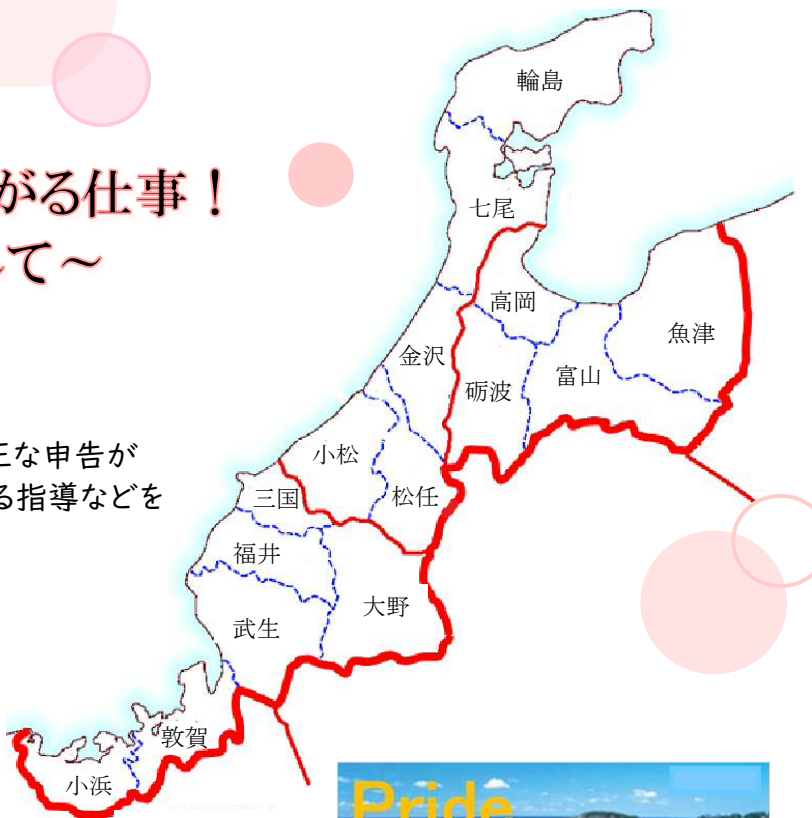 がる仕事！
して～
正な申告が
る指導などを
輪島
七尾
高岡
魚津
金沢
富山
砺波
小松
三国
松任
福井
大野
武生
敦賀
小浜
Pride